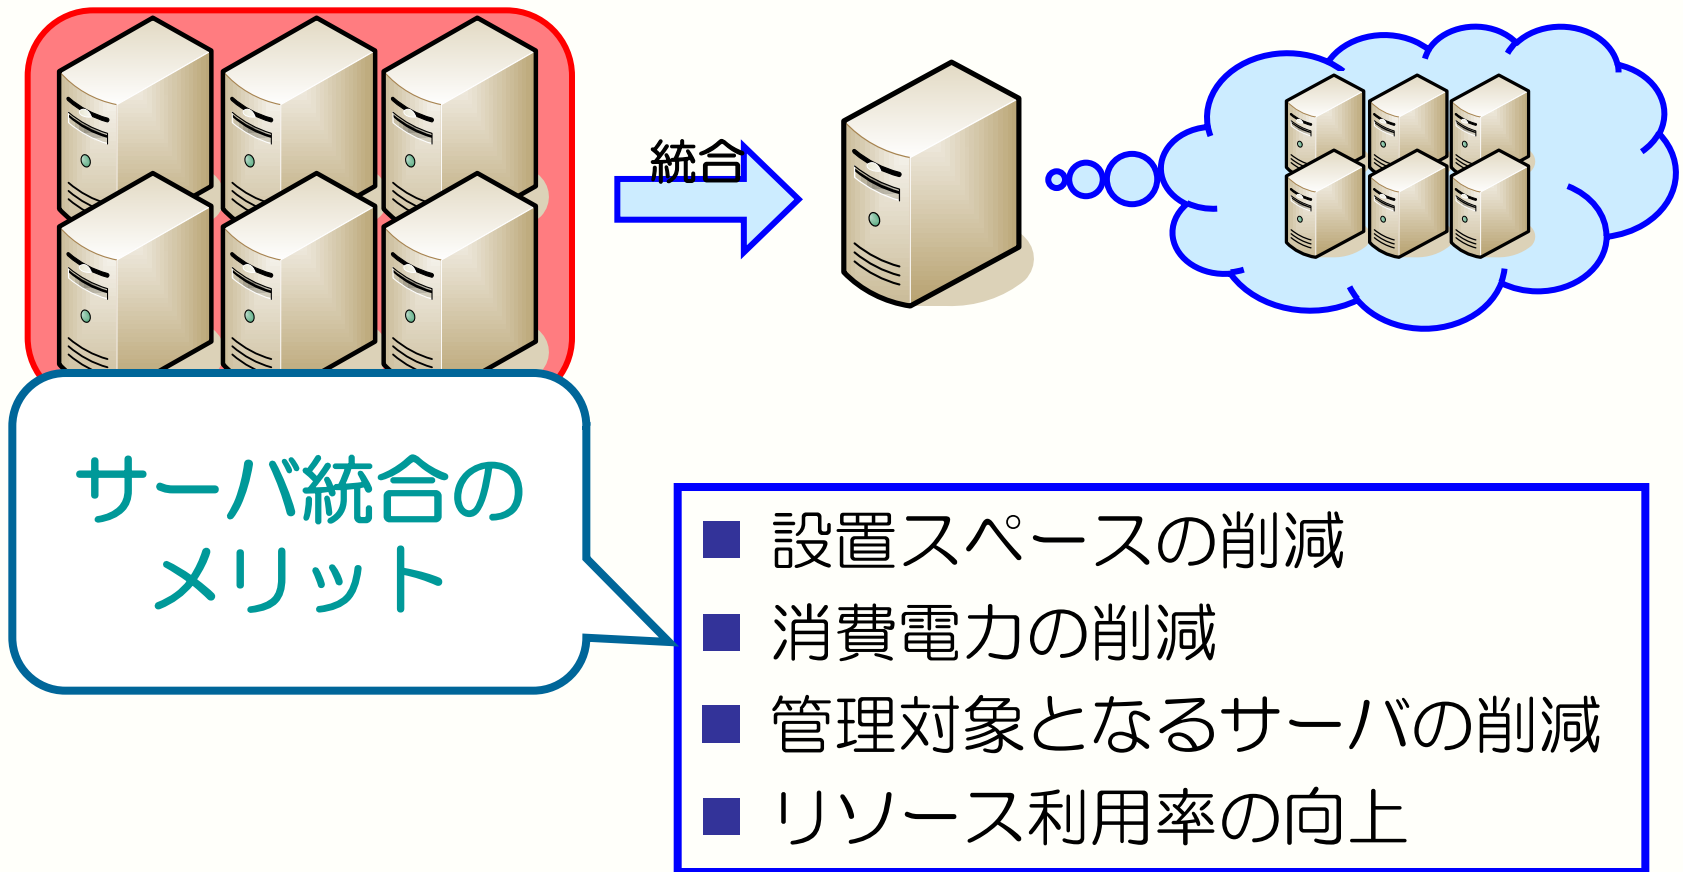 統合
サーバ統合の
メリット
■ 設置スペースの削減
■ 消費電力の削減
■ 管理対象となるサーバの削減
■ リソース利用率の向上